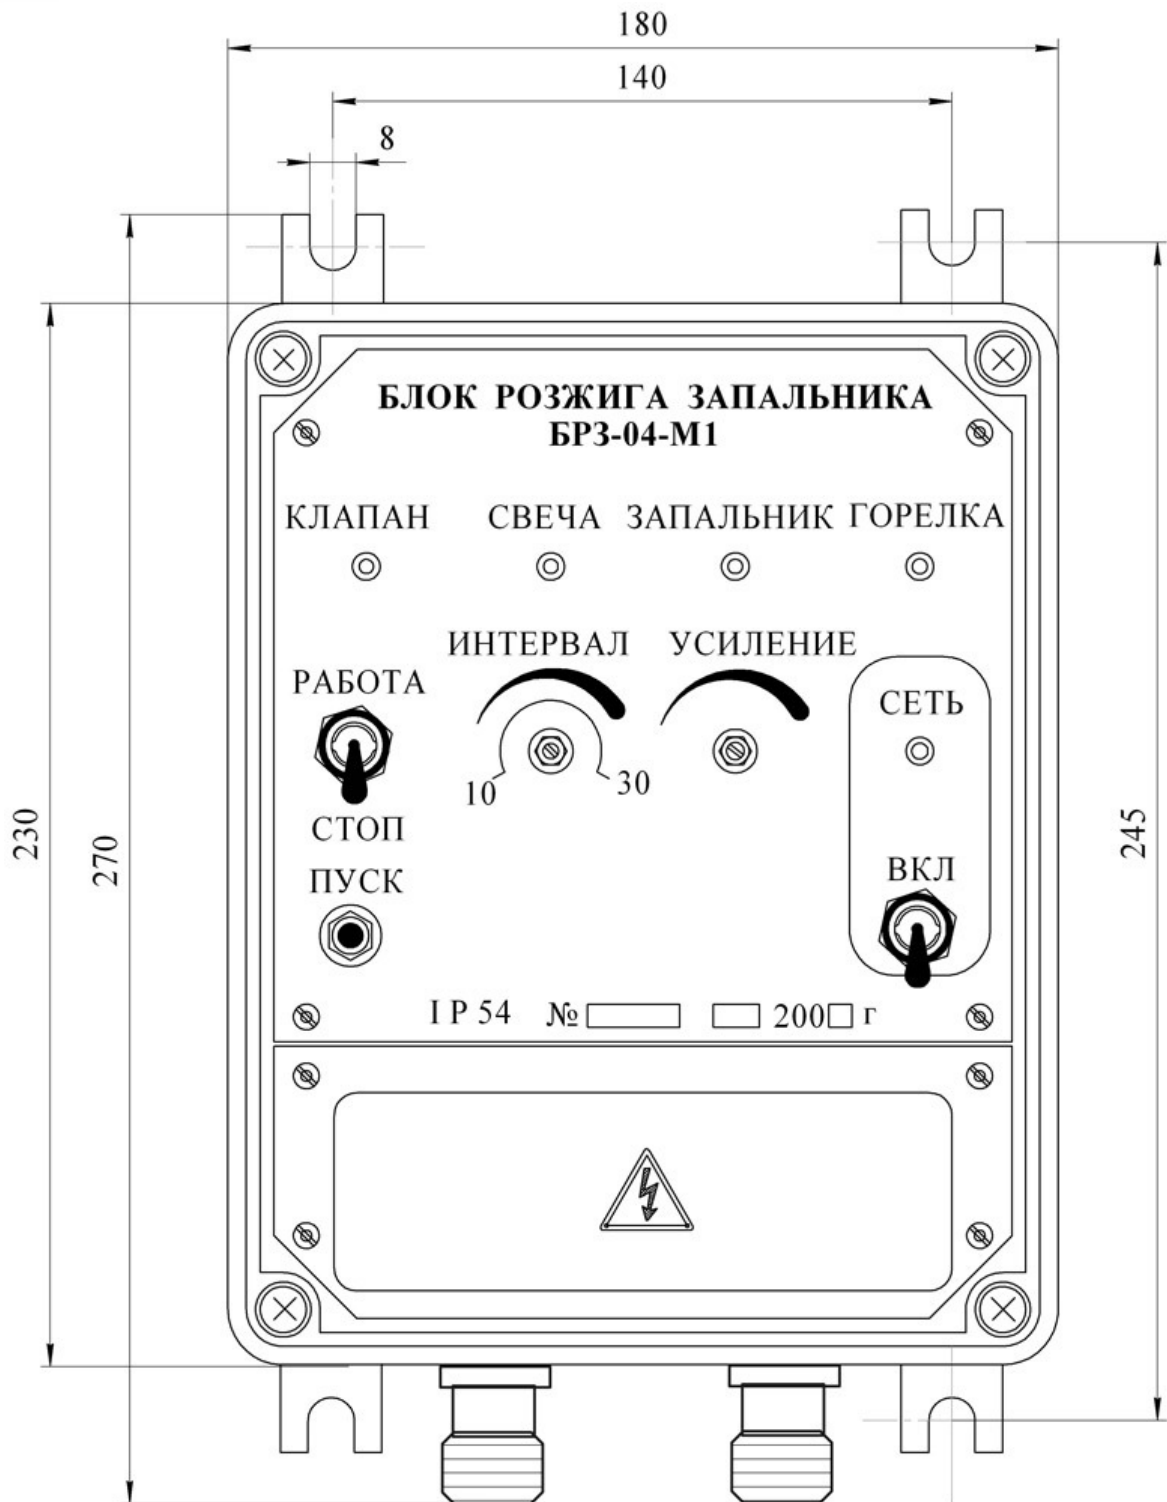 180
140
8
БЛОК РОЗЖИГА ЗАПАЛЬНИКА
БРЗ-04-М1
КЛАПАН СВЕЧА ЗАПАЛЬНИК ГОРЕЛКА
ИНТЕРВАЛ УСИЛЕНИЕ
РАБОТА
СЕТЬ
10 30
СТОП
230
270
245
ПУСК
ВКЛ
IP54 № 200 г